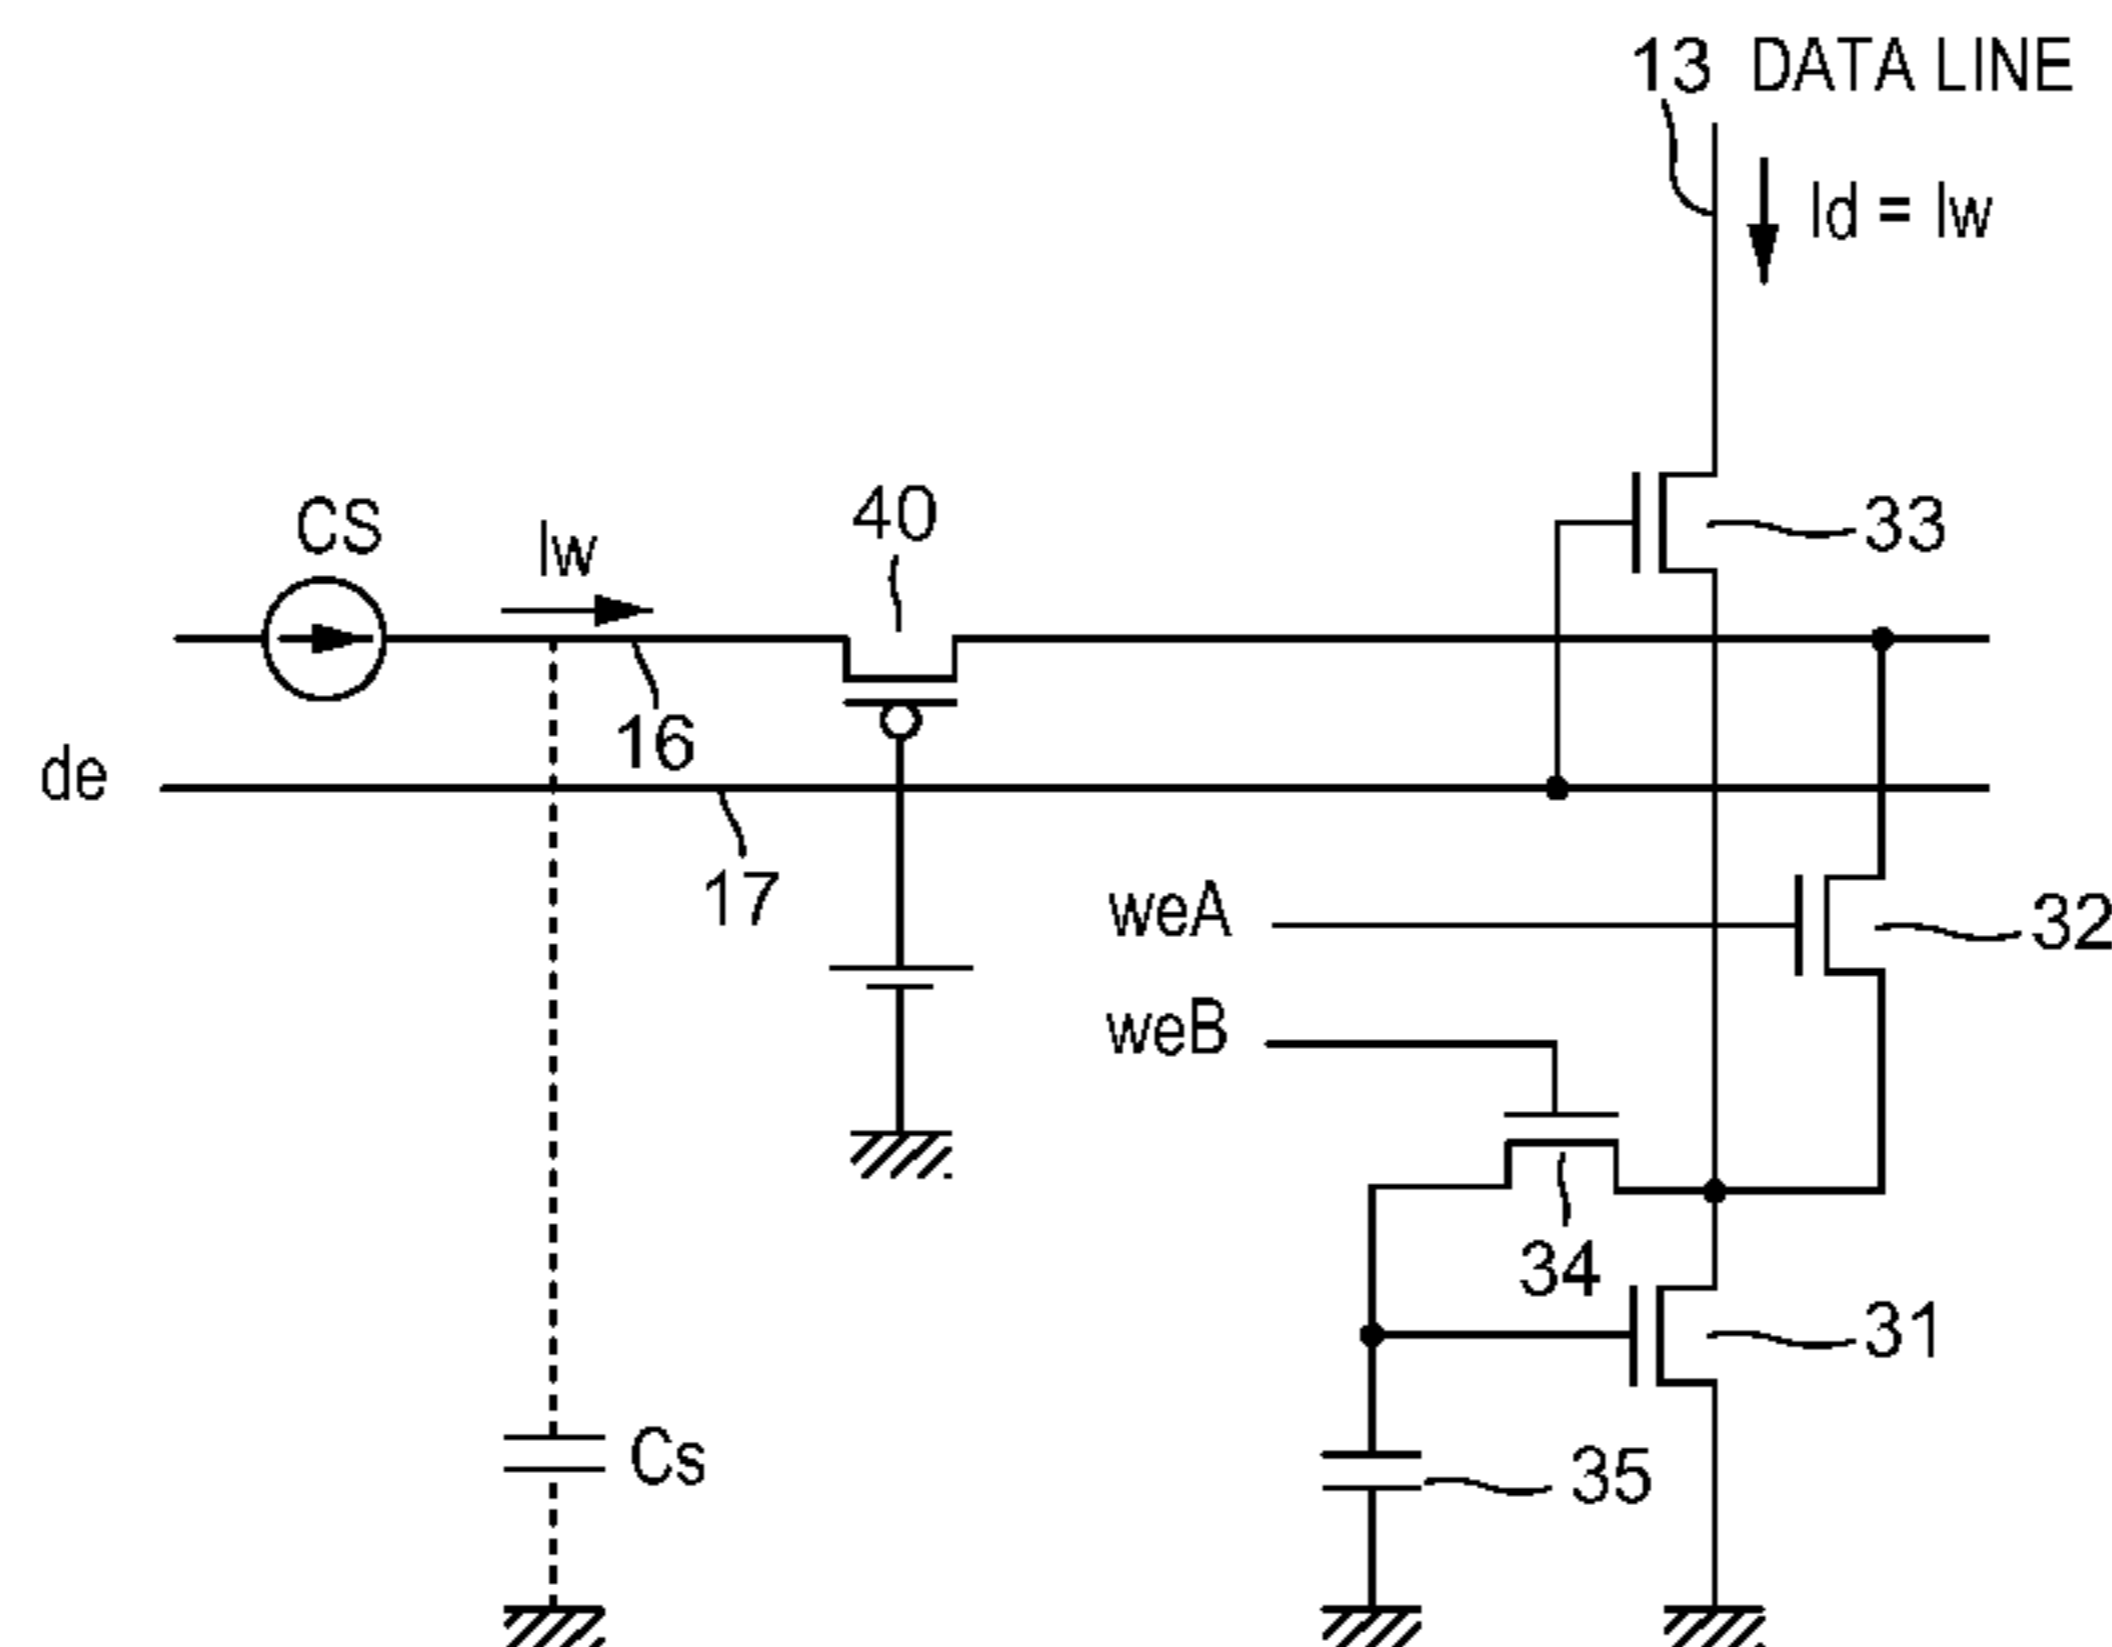 13 DATA LINE
Id = Iw
CS
Iw
40
33
16
de
17
weA
32
weB
34
31
Cs
35